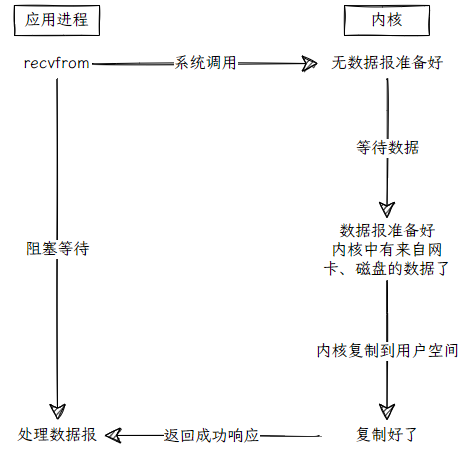 应用进程
内核
recvfrom
系统调用
无数据报准备好
等待数据
数据报准备好
内核中有来自网
卡、磁盘的数据了
阻塞等待
内核复制到用户空间
处理数据报
返回成功响应
复制好了